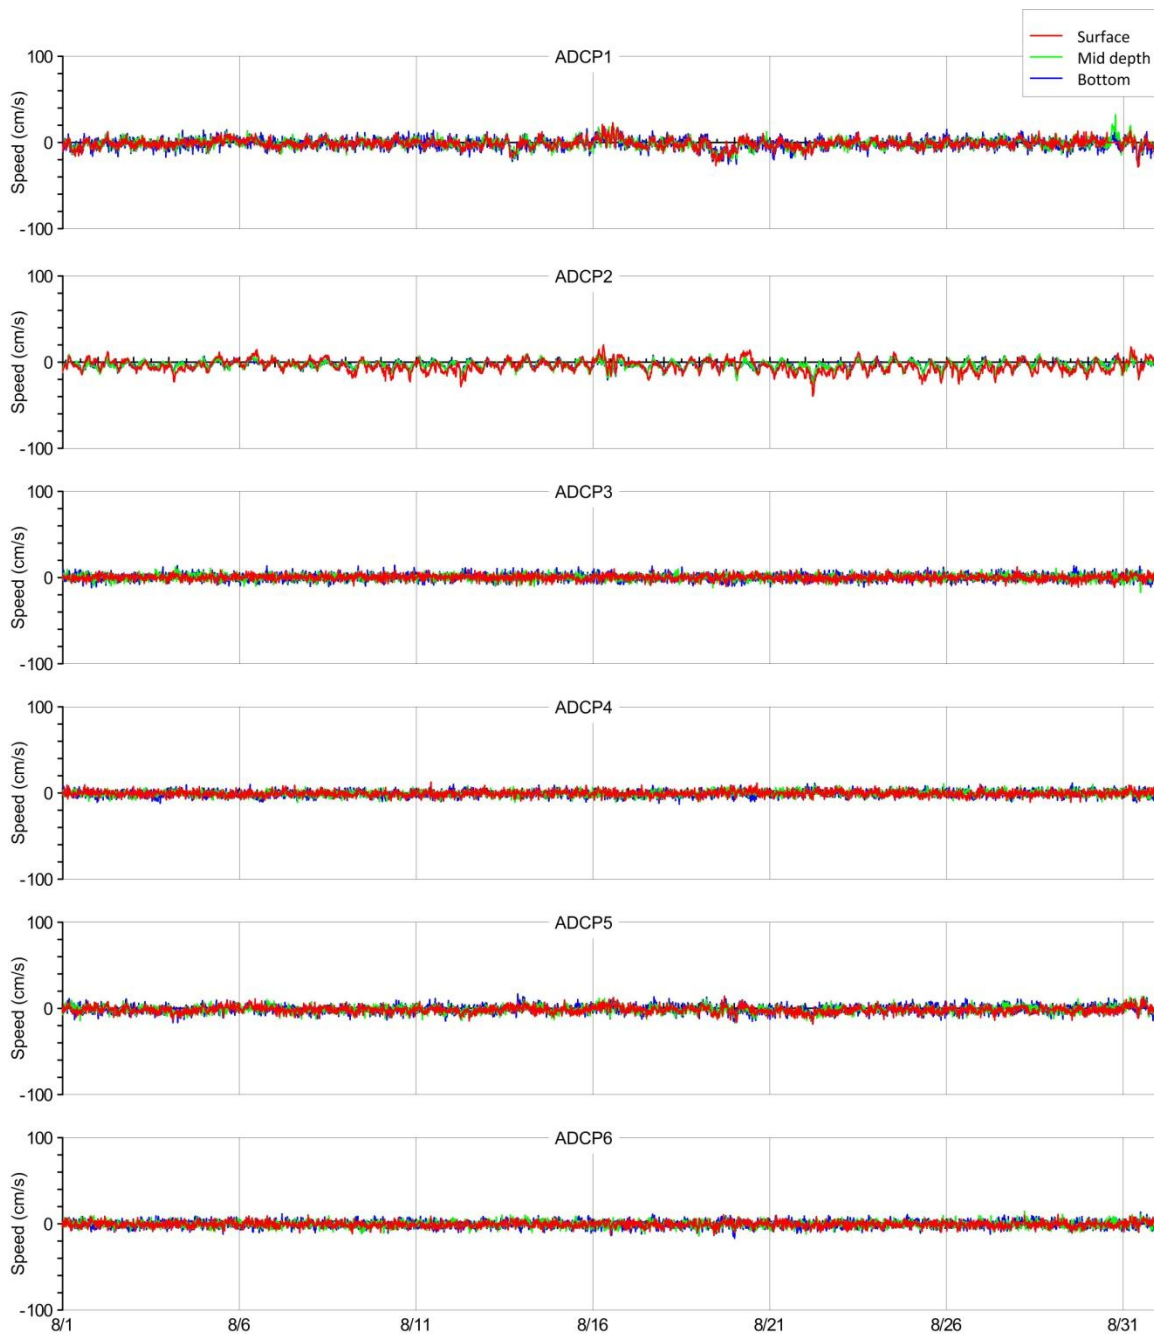 Surface
Mid depth
Bottom
ADCP1
100
0
-100
Speed (cm/s)
ADCP2
100
0
-100
Speed (cm/s)
ADCP3
100
0
-100
Speed (cm/s)
ADCP4
100
0
-100
Speed (cm/s)
ADCP5
100
0
-100
Speed (cm/s)
ADCP6
100
0
-100
Speed (cm/s)
8/1 8/6 8/11 8/16 8/21 8/26 8/31